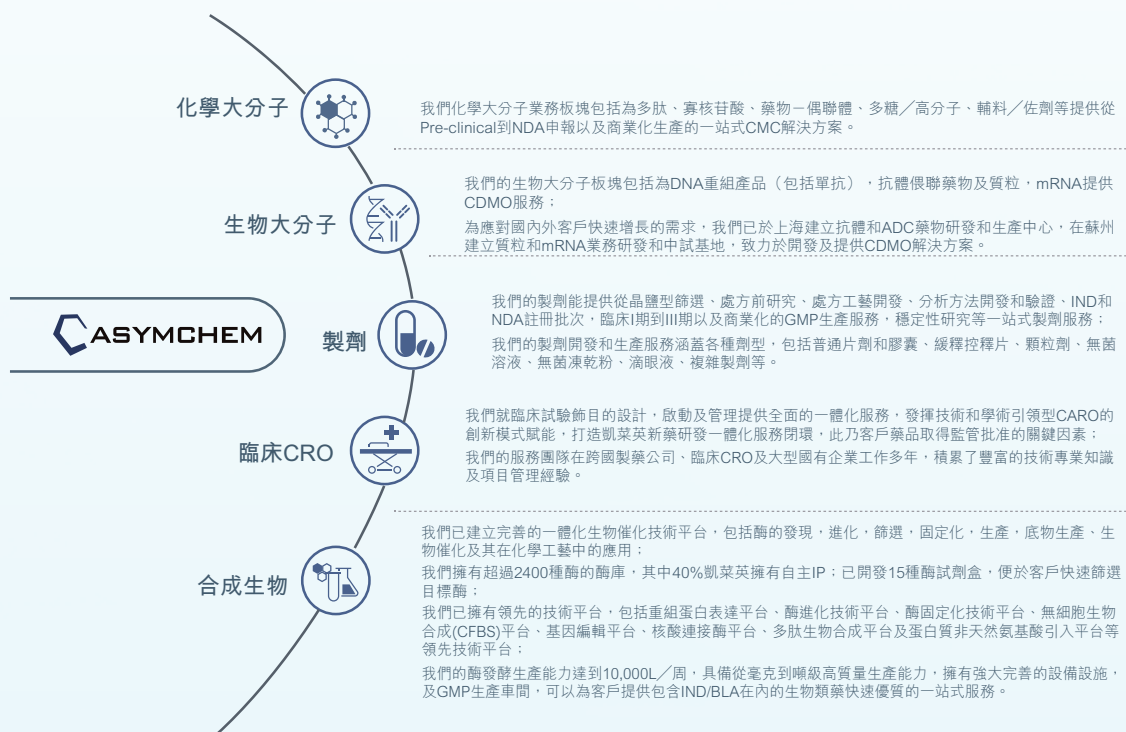 化學大分子
我們化學大分子業務板塊包括為多肽、寡核苷酸、藥物－偶聯體、多糖╱高分子、輔料╱佐劑等提供從
Pre-clinical到NDA申報以及商業化生產的一站式CMC解決方案。
生物大分子
我們的生物大分子板塊包括為DNA重組產品（包括單抗），抗體偎聯藥物及質粒，mRNA提供
CDMO服務；
為應對國內外客戶快速增長的需求，我們已於上海建立抗體和ADC藥物研發和生產中心，在蘇州
建立質粒和mRNA業務研發和中試基地，致力於開發及提供CDMO解決方案。
ASYMCHEM
製劑
我們的製劑能提供從晶鹽型篩選、處方前研究、處方工藝開發、分析方法開發和驗證、IND和
NDA註冊批次，臨床I期到III期以及商業化的GMP生產服務，穩定性研究等一站式製劑服務；
我們的製劑開發和生產服務涵蓋各種劑型，包括普通片劑和膠囊、緩釋控釋片、顆粒劑、無菌
溶液、無菌凍乾粉、滴眼液、複雜製劑等。
臨床CRO
我們就臨床試驗飾目的設計，啟動及管理提供全面的一體化服務，發揮技術和學術引領型CARO的
創新模式賦能，打造凱萊英新藥研發一體化服務閉環，此乃客戶藥品取得監管批准的關鍵因素；
我們的服務團隊在跨國製藥公司、臨床CRO及大型國有企業工作多年，積累了豐富的技術專業知識
及項目管理經驗。
合成生物
我們已建立完善的一體化生物催化技術平台，包括酶的發現，進化，篩選，固定化，生產，底物生產、生
物催化及其在化學工藝中的應用；
我們擁有超過2400種酶的酶庫，其中40%凱萊英擁有自主IP；已開發15種酶試劑盒，便於客戶快速篩選
目標酶；
我們已擁有領先的技術平台，包括重組蛋白表達平台、酶進化技術平台、酶固定化技術平台、無細胞生物
合成(CFBS)平台、基因編輯平台、核酸連接酶平台、多肽生物合成平台及蛋白質非天然氨基酸引入平台等
領先技術平台；
我們的酶發酵生產能力達到10,000L╱周，具備從毫克到噸級高質量生產能力，擁有強大完善的設備設施，
及GMP生產車間，可以為客戶提供包含IND/BLA在內的生物類藥快速優質的一站式服務。